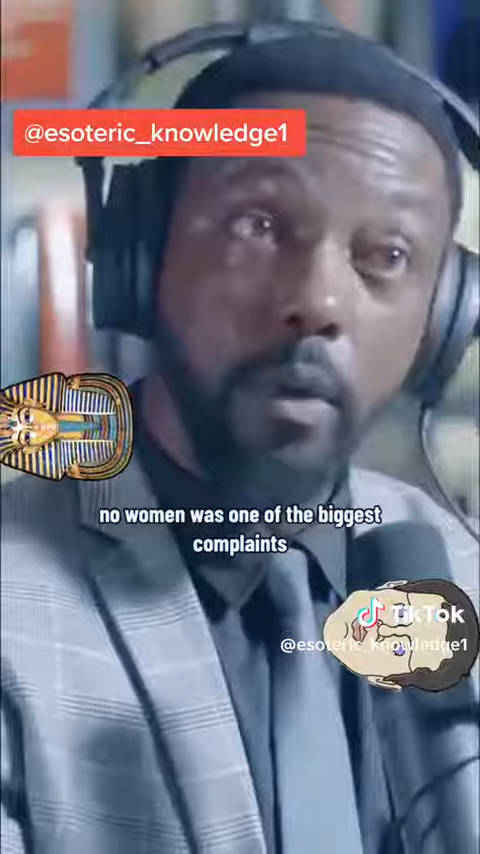 @esoteric_knowledge1
no women was one of the biggest
complaints
TikTok
@esoteric_knowledge1